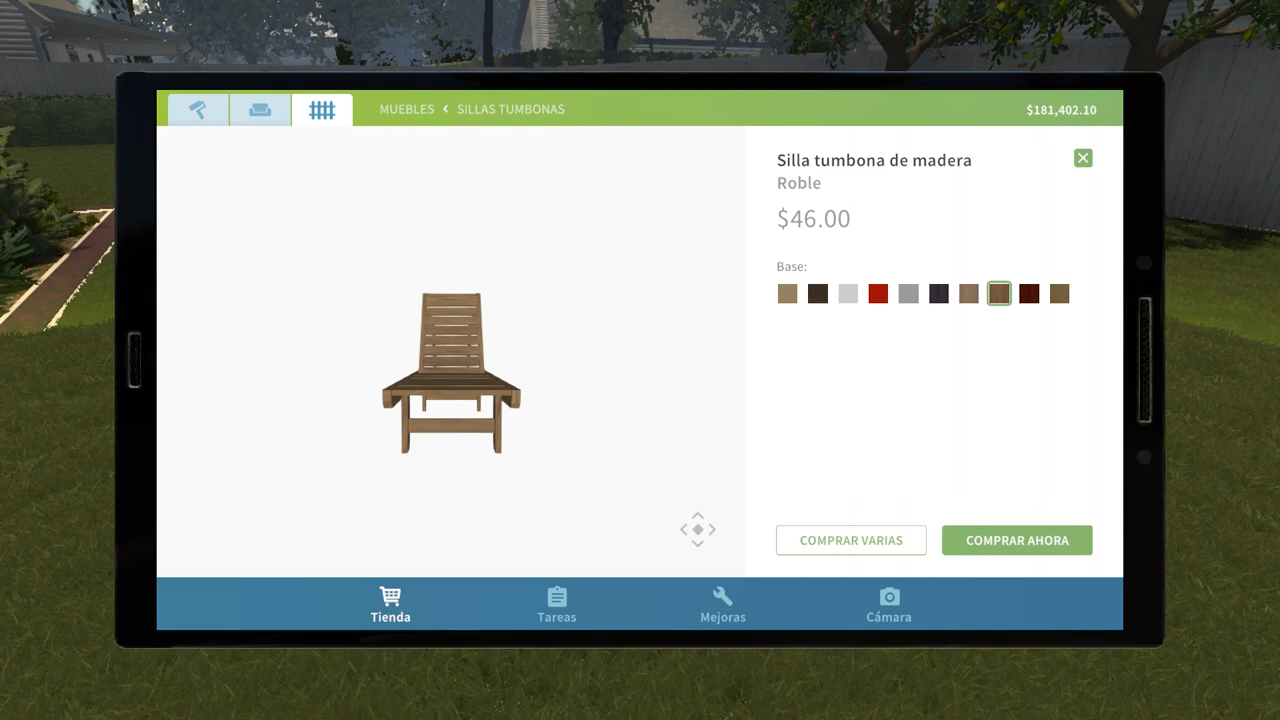 MUEBLES < SILLAS TUMBONAS
$181,402.10
Silla tumbona de madera
Roble
$46.00
Base:
COMPRAR VARIAS
COMPRAR AHORA
Tienda
Tareas
Mejoras
Cámara